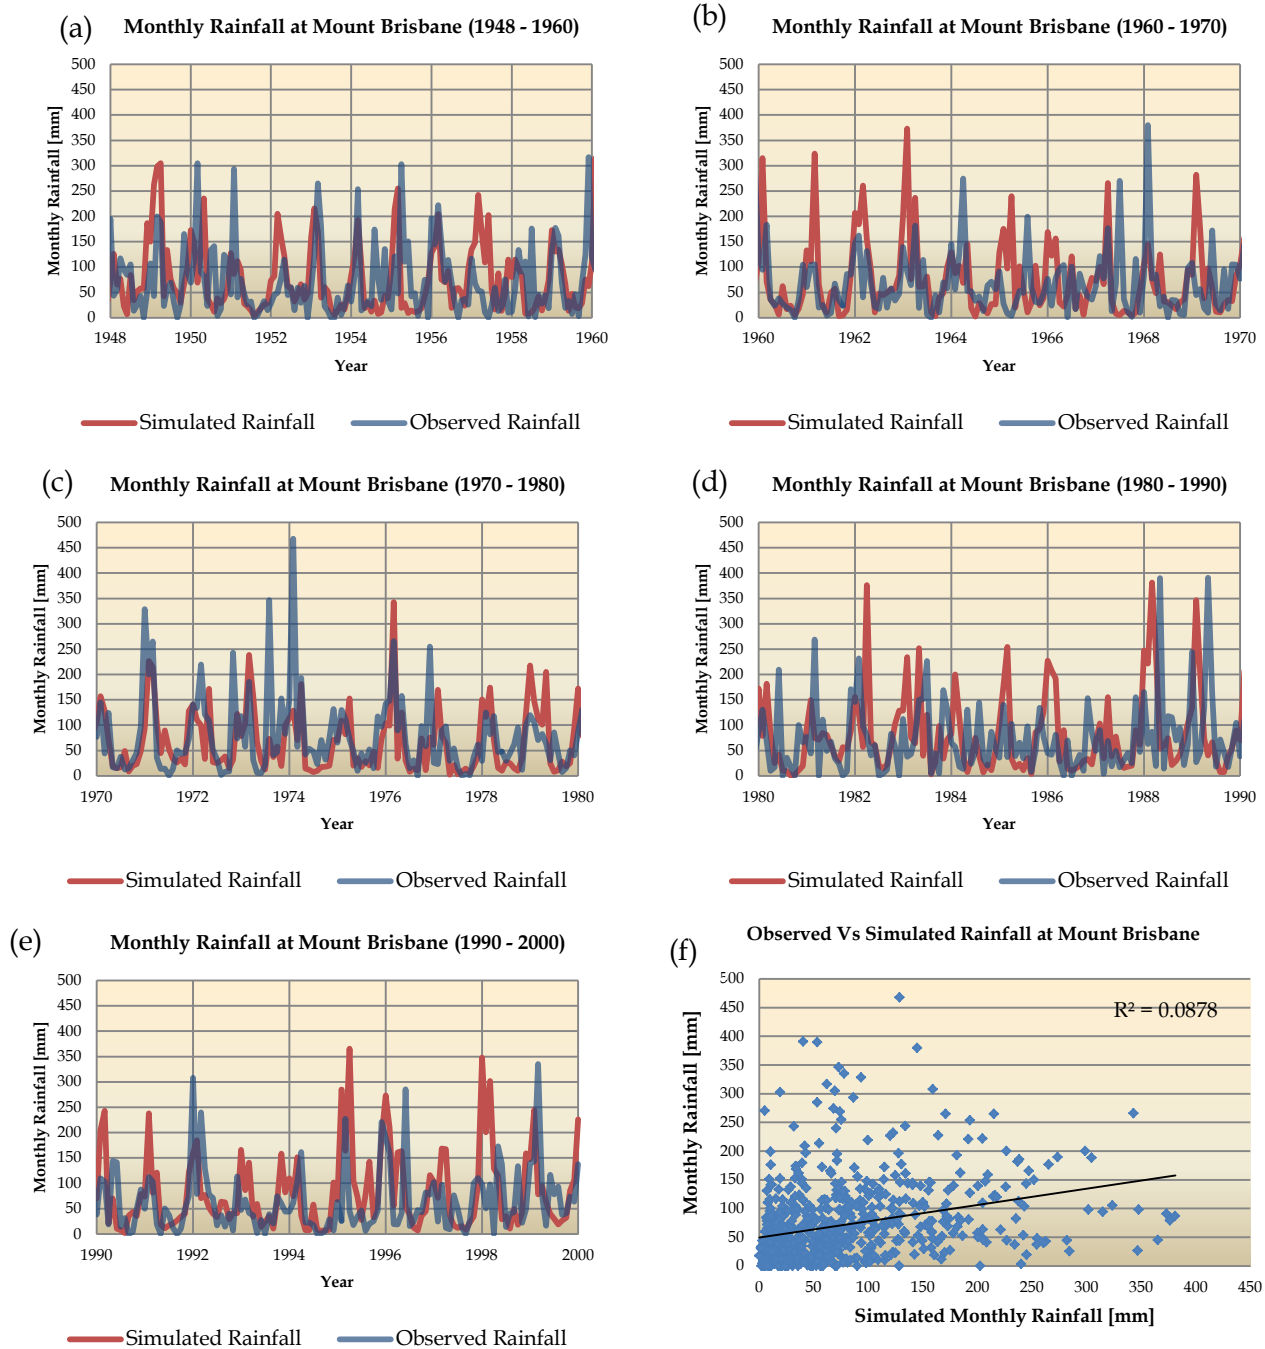 (a) Monthly Rainfall at Mount Brisbane (1948 - 1960)
Monthly Rainfall [mm]
500
450
400
350
300
250
200
150
100
50
0
1948 1950 1952 1954 1956 1958 1960
Year
Simulated Rainfall Observed Rainfall
(b) Monthly Rainfall at Mount Brisbane (1960 - 1970)
Monthly Rainfall [mm]
500
450
400
350
300
250
200
150
100
50
0
1960 1962 1964 1966 1968 1970
Year
Simulated Rainfall Observed Rainfall
(c) Monthly Rainfall at Mount Brisbane (1970 - 1980)
Monthly Rainfall [mm]
500
450
400
350
300
250
200
150
100
50
0
1970 1972 1974 1976 1978 1980
Year
Simulated Rainfall Observed Rainfall
(d) Monthly Rainfall at Mount Brisbane (1980 - 1990)
Monthly Rainfall [mm]
500
450
400
350
300
250
200
150
100
50
0
1980 1982 1984 1986 1988 1990
Year
Simulated Rainfall Observed Rainfall
(e) Monthly Rainfall at Mount Brisbane (1990 - 2000)
Monthly Rainfall [mm]
500
450
400
350
300
250
200
150
100
50
0
1990 1992 1994 1996 1998 2000
Year
Simulated Rainfall Observed Rainfall
(f) Observed Vs Simulated Rainfall at Mount Brisbane
Monthly Rainfall [mm]
500
450
400
350
300
250
200
150
100
50
0
R² = 0.0878
0 50 100 150 200 250 300 350 400 450
Simulated Monthly Rainfall [mm]